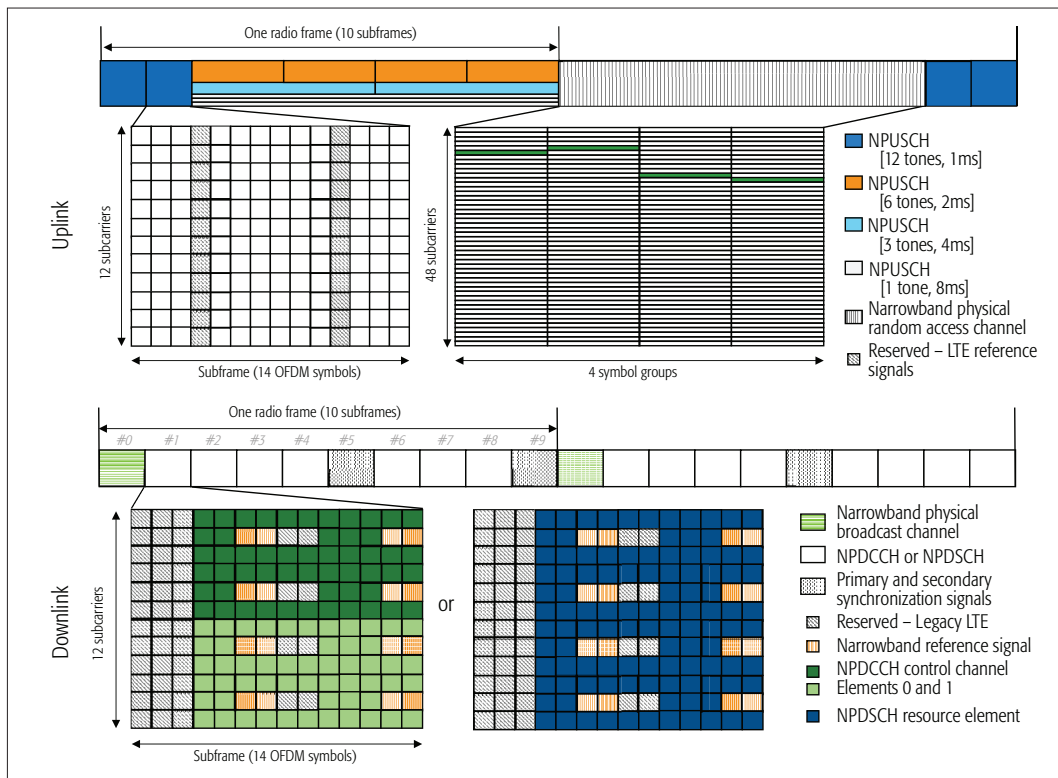 One radio frame (10 subframes)
Uplink
12 subcarriers
48 subcarriers
Subframe (14 OFDM symbols)
4 symbol groups
NPUSCH
[12 tones, 1ms]
NPUSCH
[6 tones, 2ms]
NPUSCH
[3 tones, 4ms]
NPUSCH
[1 tone, 8ms]
Narrowband physical
random access channel
Reserved – LTE reference
signals
One radio frame (10 subframes)
#0 #1 #2 #3 #4 #5 #6 #7 #8 #9
Downlink
12 subcarriers
or
Subframe (14 OFDM symbols)
Narrowband physical
broadcast channel
NPDCCH or NPDSCH
Primary and secondary
synchronization signals
Reserved – Legacy LTE
Narrowband reference signal
NPDCCH control channel
Elements 0 and 1
NPDSCH resource element